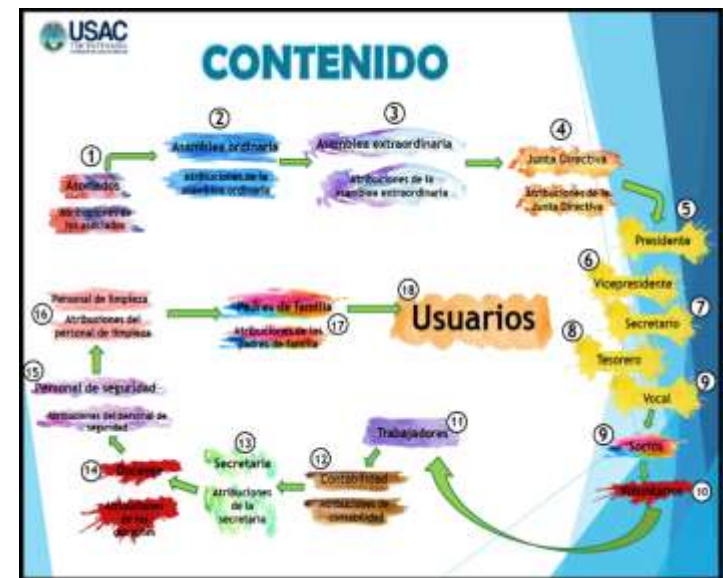 USAC
TRICENTENARIA
CONTENIDO
1
Asociados
Atribuciones de
los asociados
2
Asamblea ordinaria
Atribuciones de la
asamblea ordinaria
3
Asamblea extraordinaria
Atribuciones de la
asamblea extraordinaria
4
Junta Directiva
Atribuciones de la
Junta Directiva
5
Presidente
6
Vicepresidente
7
Secretario
8
Tesorero
9
Vocal
9
Socios
10
Voluntarios
11
Trabajadores
12
Contabilidad
Atribuciones de
contabilidad
13
Secretaria
Atribuciones
de la
secretaria
14
Docente
Atribuciones
de los
docentes
15
Personal de seguridad
Atribuciones del personal de
seguridad
16
Personal de limpieza
Atribuciones del
personal de limpieza
Padres de familia
17
Atribuciones de los
padres de familia
18
Usuarios